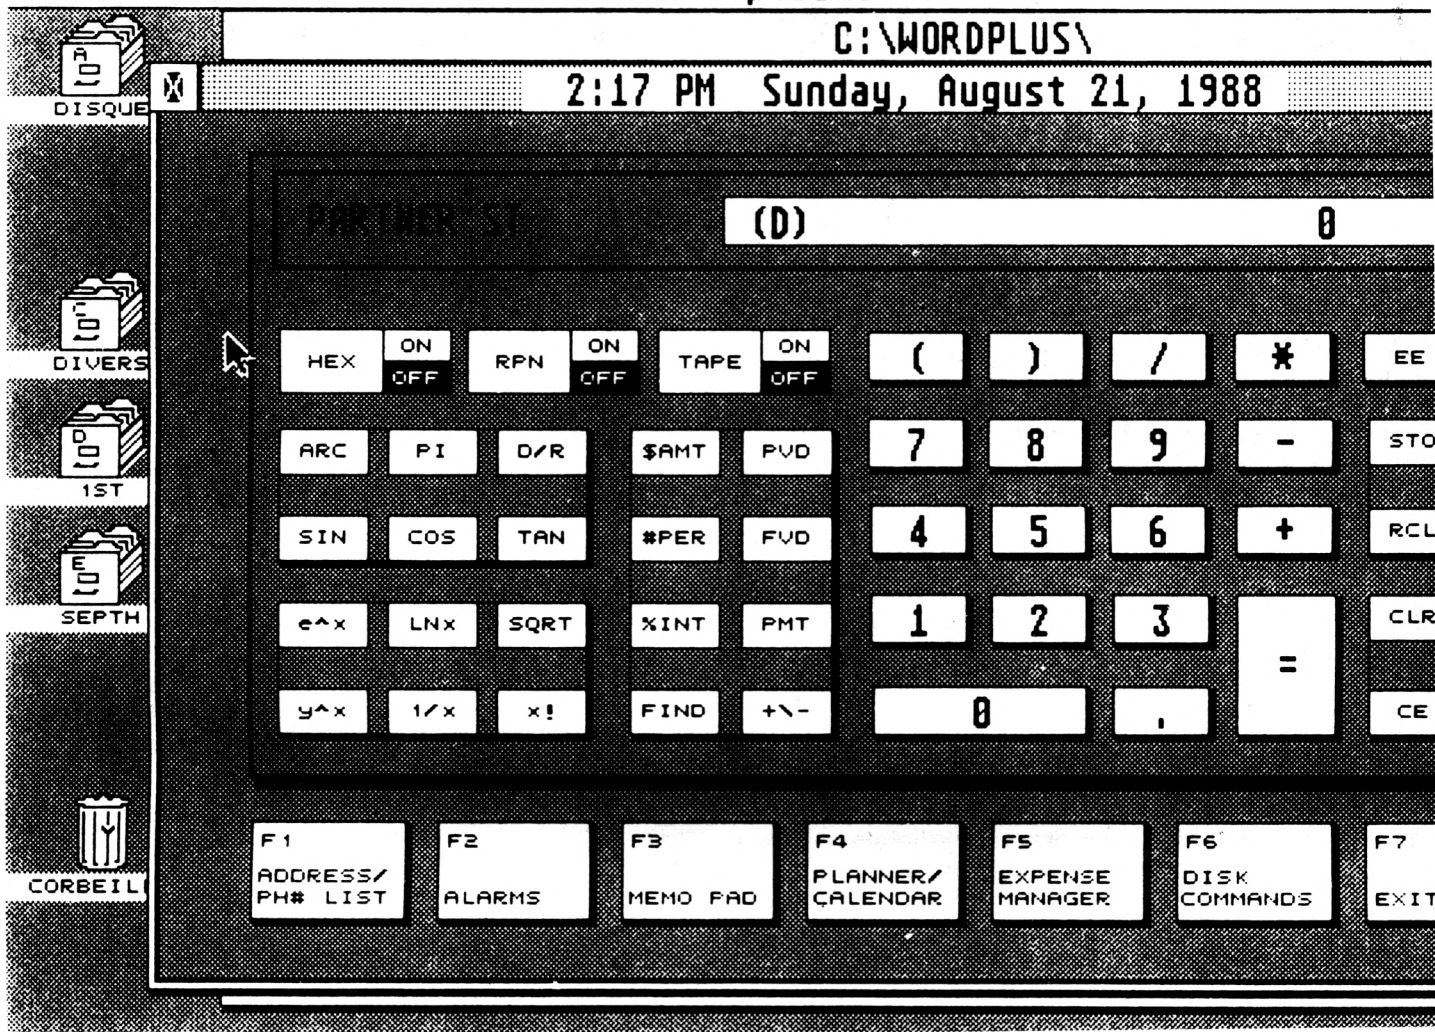 C:\WORDPLUS\
2:17 PM Sunday, August 21, 1988
A
DISQUE
PARTNER ST
(D) 0
C
DIVERS
HEX ON OFF RPN ON OFF TAPE ON OFF ( ) / * EE
D
1ST
ARC PI D/R $AMT PVD 7 8 9 - STO
SIN COS TAN #PER FVD 4 5 6 + RCL
E
SEPTH
e^x LNx SQRT %INT PMT 1 2 3 = CLR
y^x 1/x x! FIND +\- 0 . CE
CORBEIL
F1 ADDRESS/
PH# LIST
F2 ALARMS
F3 MEMO PAD
F4 PLANNER/
CALENDAR
F5 EXPENSE
MANAGER
F6 DISK
COMMANDS
F7 EXIT